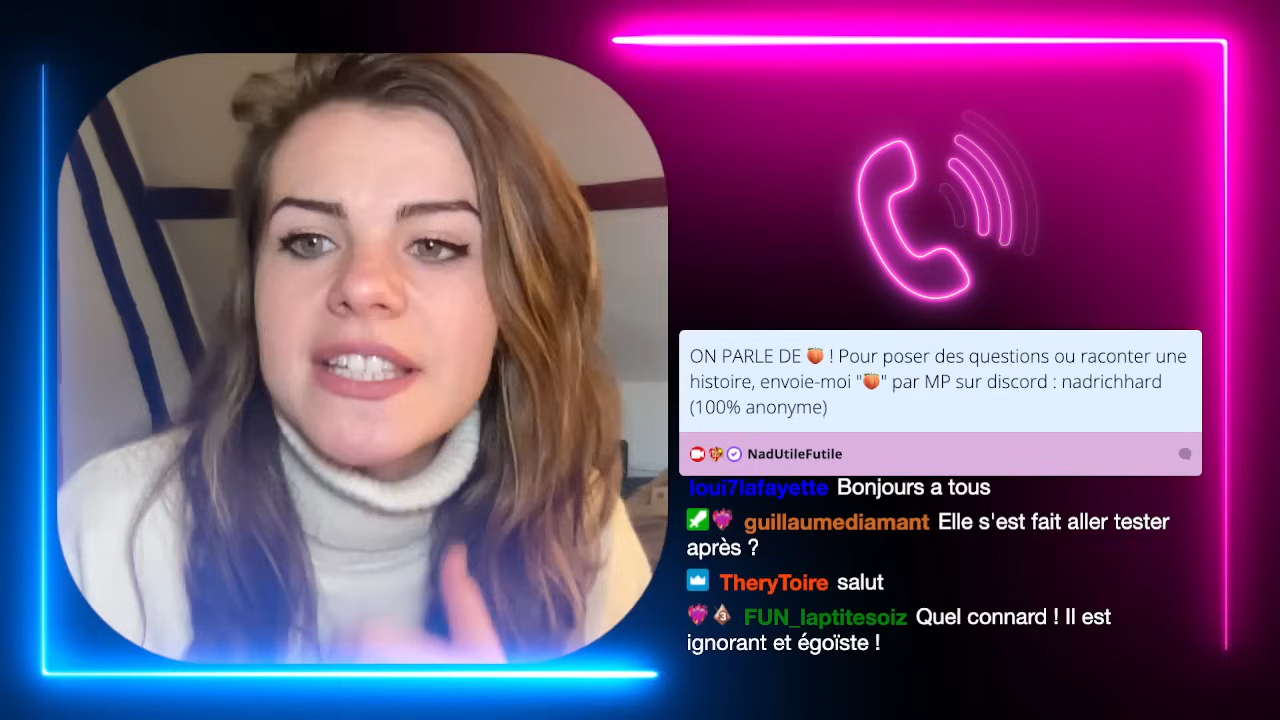 ON PARLE DE 🍑 ! Pour poser des questions ou raconter une
histoire, envoie-moi "🍑" par MP sur discord : nadrichhard
(100% anonyme)
NadUtileFutile
loui7lafayette Bonjours a tous
guillaumediamant Elle s'est fait aller tester
après ?
TheryToire salut
3 FUN_laptitesoiz Quel connard ! Il est
ignorant et égoïste !